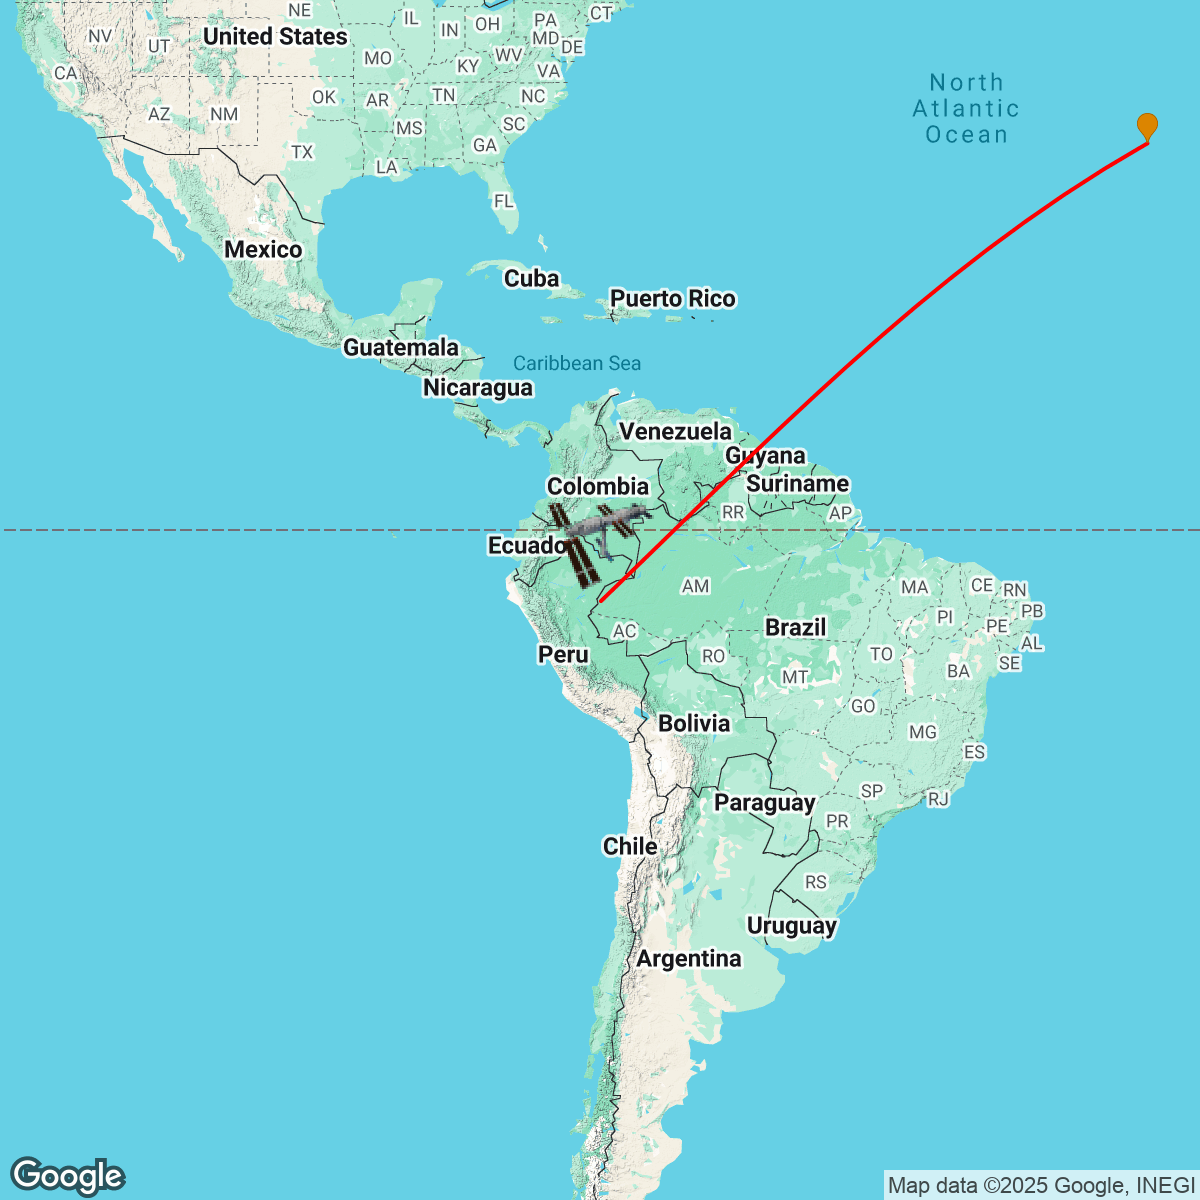 NE
IL
IN
OH
PA
CT
NV
UT
United States
MD
DE
MO
WV
KY
VA
CA
OK
AR
TN
NC
AZ
NM
MS
SC
GA
TX
LA
FL
North
Atlantic
Ocean
Mexico
Cuba
Puerto Rico
Guatemala
Caribbean Sea
Nicaragua
Venezuela
Guyana
Colombia
Suriname
RR
AP
Ecuado
AM
MA
CE
RN
PB
PI
PE
AC
Brazil
AL
Peru
RO
TO
SE
MT
BA
GO
Bolivia
MG
ES
SP
RJ
Paraguay
PR
Chile
RS
Uruguay
Argentina
Google
Map data ©2025 Google, INEGI